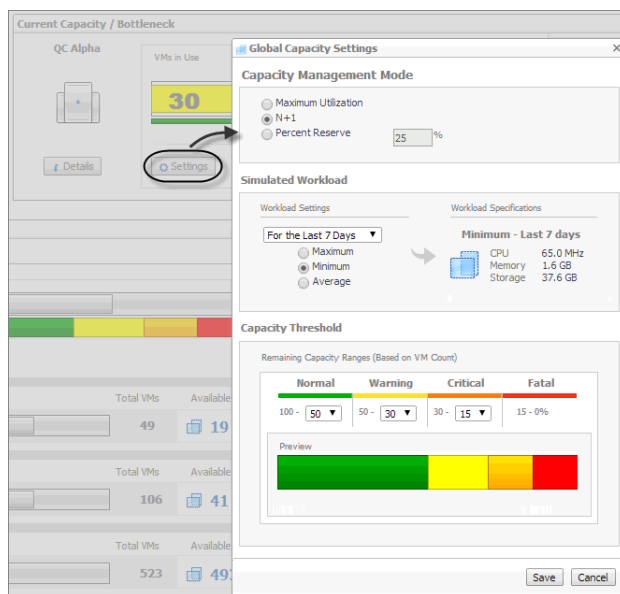 Current Capacity / Bottleneck
QC Alpha
VMs in Use
30
Details
Settings
Total VMs
Available
49
19
Total VMs
Available
106
41
Total VMs
Available
523
Global Capacity Settings
Capacity Management Mode
Maximum Utilization
N+1
Percent Reserve
25 %
Simulated Workload
Workload Settings
Workload Specifications
For the Last 7 Days
Maximum
Minimum
Average
Minimum - Last 7 days
CPU 65.0 MHz
Memory 1.6 GB
Storage 37.6 GB
Capacity Threshold
Remaining Capacity Ranges (Based on VM Count)
Normal Warning Critical Fatal
100 - 50 50 - 30 30 - 15 15 - 0%
Preview
Save Cancel